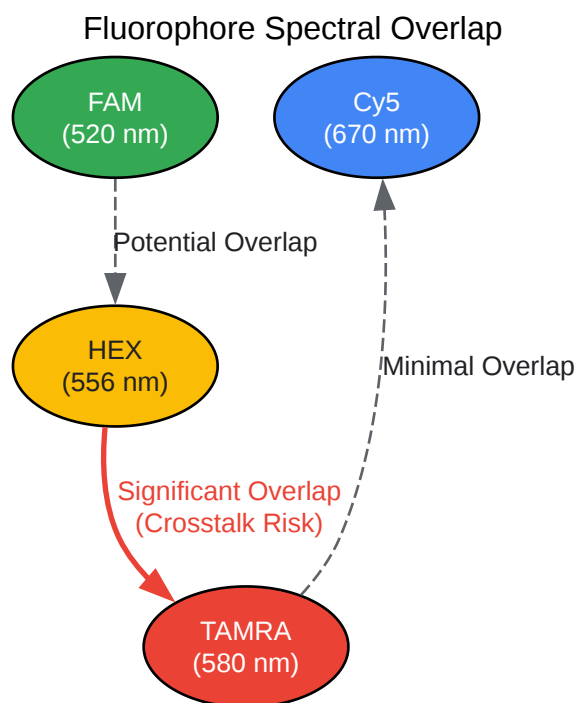 Fluorophore Spectral Overlap
FAM
(520 nm)
Cy5
(670 nm)
Potential Overlap
HEX
(556 nm)
Minimal Overlap
Significant Overlap
(Crosstalk Risk)
TAMRA
(580 nm)